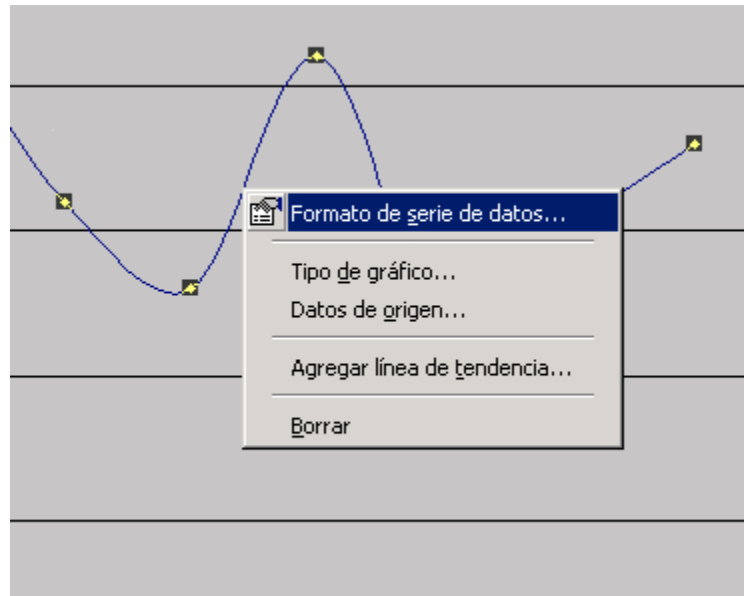 Formato de serie de datos...
Tipo de gráfico...
Datos de origen...
Agregar línea de tendencia...
Borrar